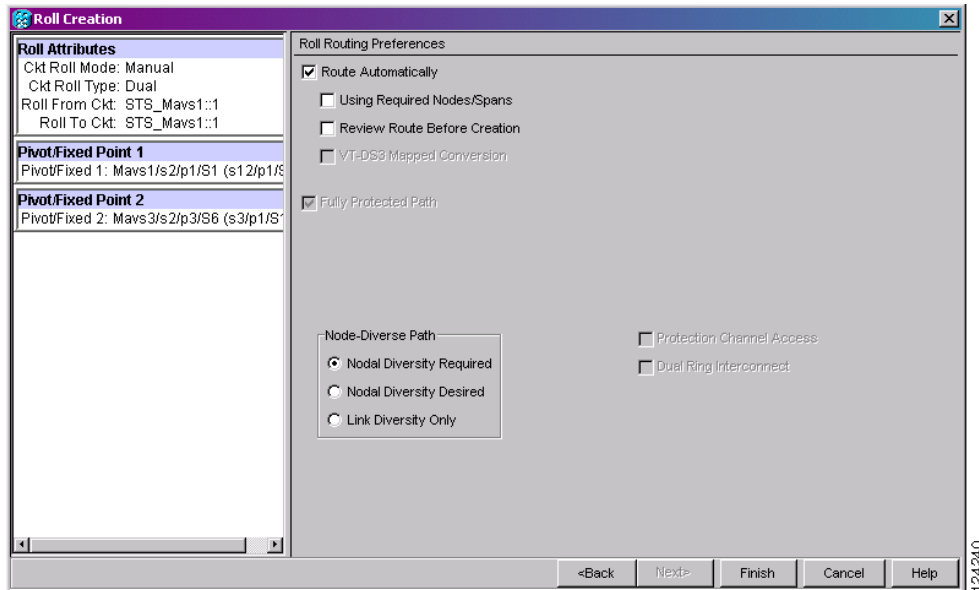 Roll Creation
Roll Attributes
Ckt Roll Mode: Manual
Ckt Roll Type: Dual
Roll From Ckt: STS_Mavs1::1
Roll To Ckt: STS_Mavs1::1
Pivot/Fixed Point 1
Pivot/Fixed 1: Mavs1/s2/p1/S1 (s12/p1/S
Pivot/Fixed Point 2
Pivot/Fixed 2: Mavs3/s2/p3/S6 (s3/p1/S1
Roll Routing Preferences
Route Automatically
Using Required Nodes/Spans
Review Route Before Creation
VT-DS3 Mapped Conversion
Fully Protected Path
Node-Diverse Path
Nodal Diversity Required
Nodal Diversity Desired
Link Diversity Only
Protection Channel Access
Dual Ring Interconnect
<Back Next> Finish Cancel Help
124240